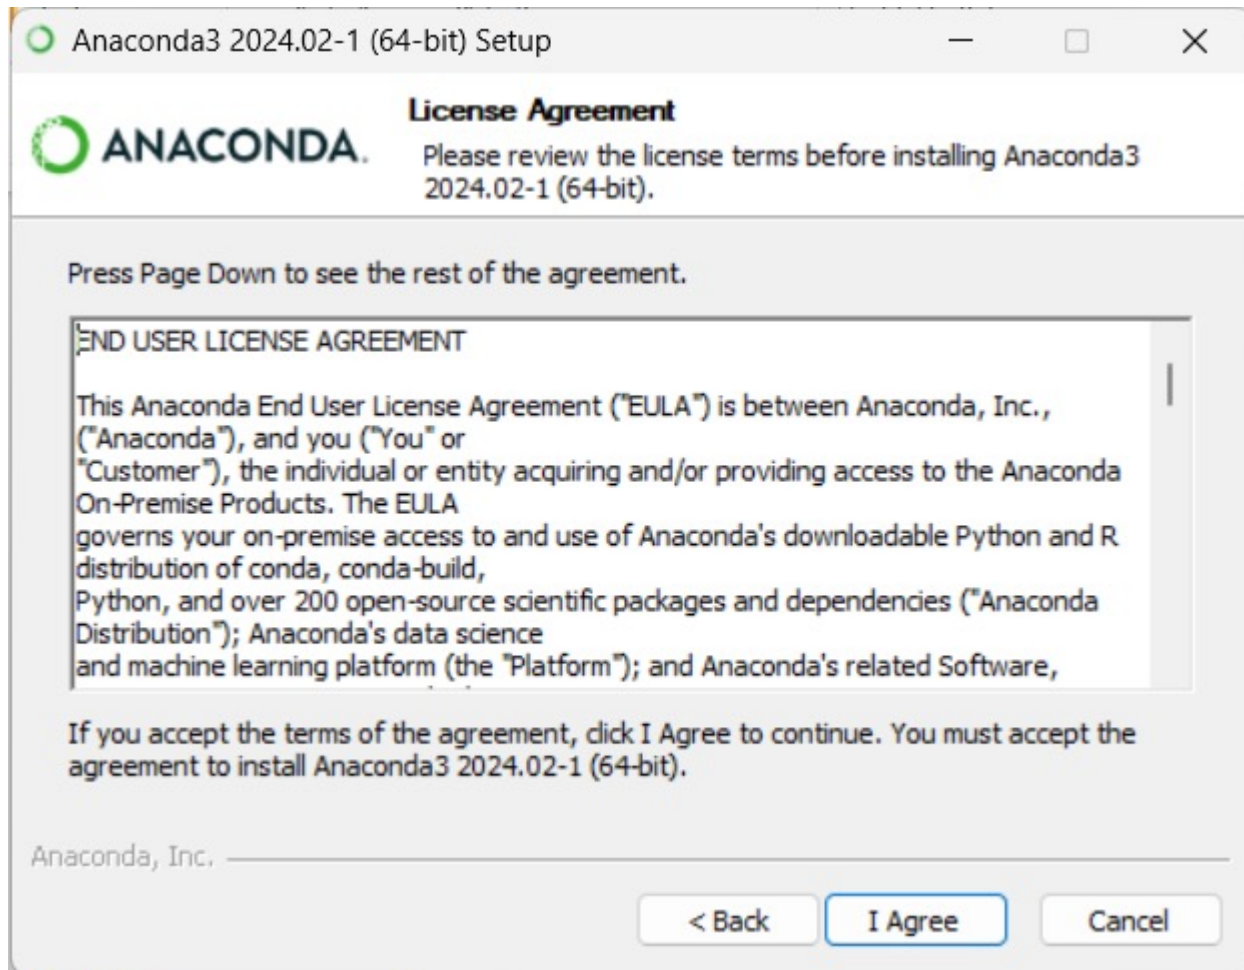 Anaconda3 2024.02-1 (64-bit) Setup
ANACONDA.
License Agreement
Please review the license terms before installing Anaconda3
2024.02-1 (64-bit).
Press Page Down to see the rest of the agreement.
END USER LICENSE AGREEMENT
This Anaconda End User License Agreement ("EULA") is between Anaconda, Inc.,
("Anaconda"), and you ("You" or
"Customer"), the individual or entity acquiring and/or providing access to the Anaconda
On-Premise Products. The EULA
governs your on-premise access to and use of Anaconda's downloadable Python and R
distribution of conda, conda-build,
Python, and over 200 open-source scientific packages and dependencies ("Anaconda
Distribution"); Anaconda's data science
and machine learning platform (the "Platform"); and Anaconda's related Software,
If you accept the terms of the agreement, click I Agree to continue. You must accept the
agreement to install Anaconda3 2024.02-1 (64-bit).
Anaconda, Inc.
< Back
I Agree
Cancel